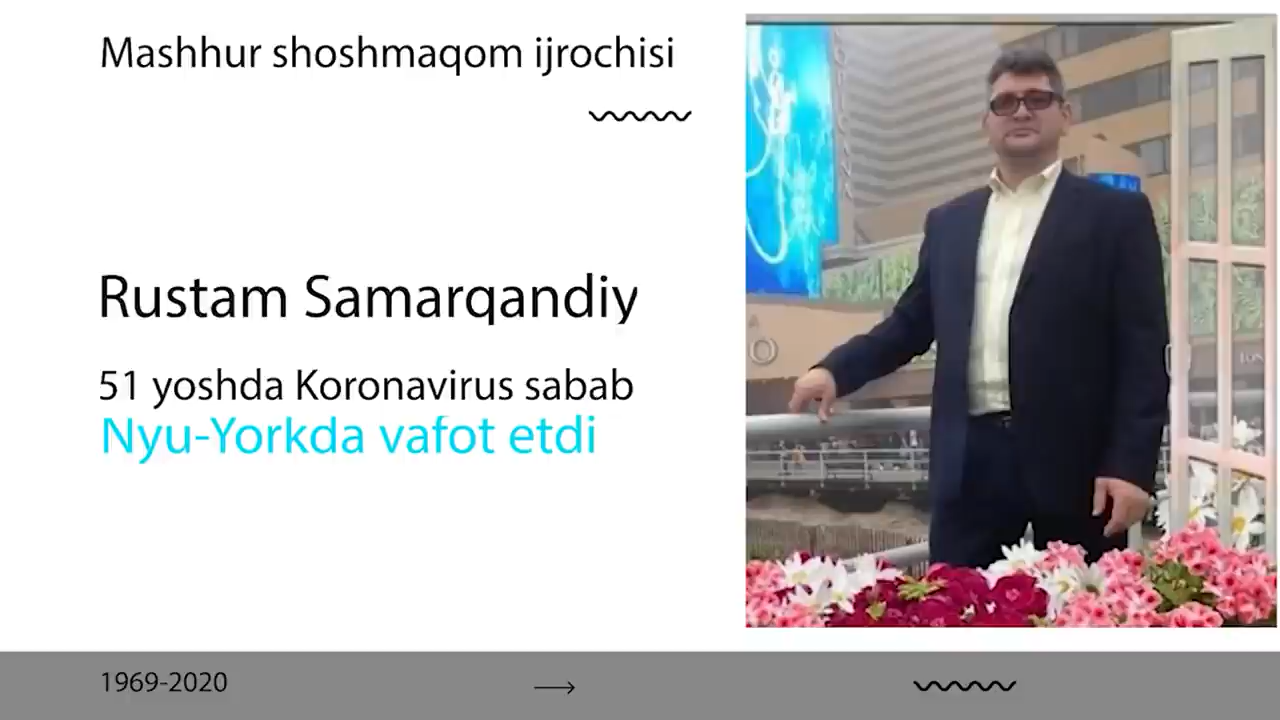 Mashhur shoshmaqom ijrochisi
Rustam Samarqandiy
51 yoshda Koronavirus sabab
Nyu-Yorkda vafot etdi
1969-2020